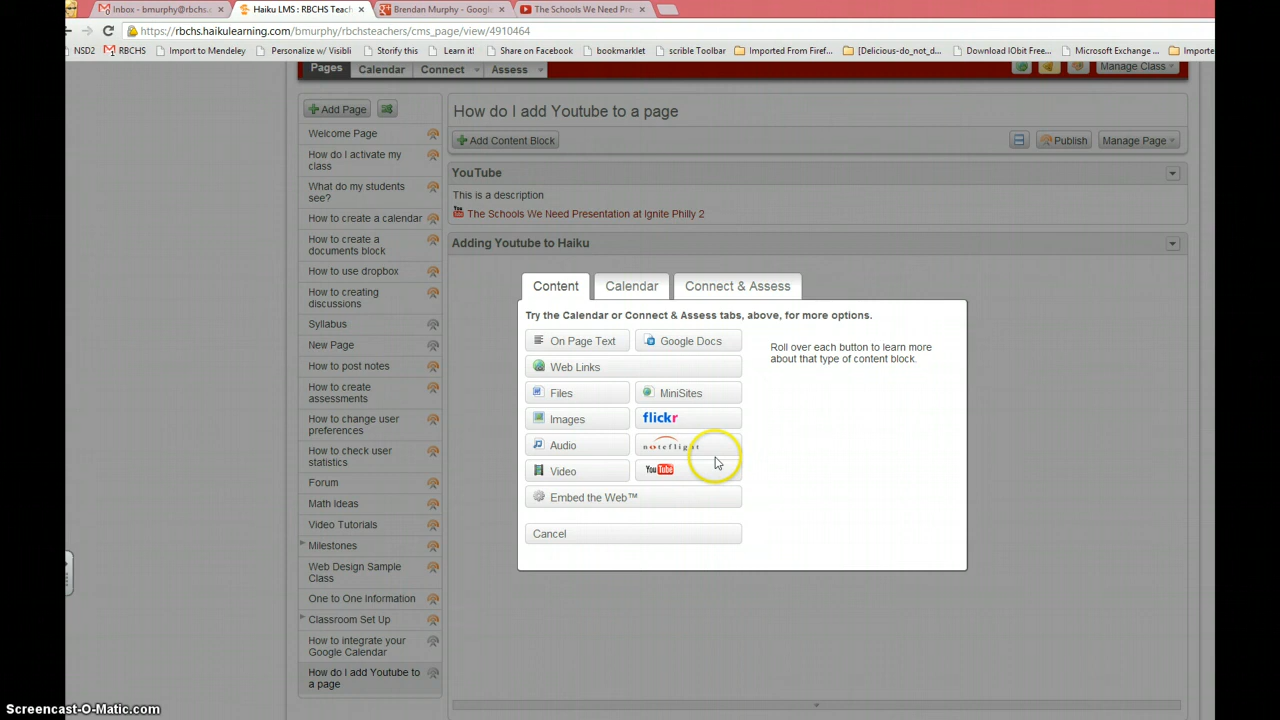 Inbox - bmurphy@rbchs.
Haiku LMS : RBCHS Teach
Brendan Murphy - Google
The Schools We Need Pre
https://rbchs.haikulearning.com/bmurphy/rbchsteachers/cms_page/view/4910464
NSD2
RBCHS
Import to Mendeley
Personalize w/ Visibli
Storify this
Learn it!
Share on Facebook
bookmarklet
scrible Toolbar
Imported From Firef...
[Delicious-do_not_d...
Download IObit Free...
Microsoft Exchange ...
Importe
Pages
Calendar
Connect
Assess
Manage Class
Add Page
Welcome Page
How do I activate my
class
What do my students
see?
How to create a calendar
How to create a
documents block
How to use dropbox
How to creating
discussions
Syllabus
New Page
How to post notes
How to create
assessments
How to change user
preferences
How to check user
statistics
Forum
Math Ideas
Video Tutorials
Milestones
Web Design Sample
Class
One to One Information
Classroom Set Up
How to integrate your
Google Calendar
How do I add Youtube to
a page
How do I add Youtube to a page
Add Content Block
Publish
Manage Page
YouTube
This is a description
The Schools We Need Presentation at Ignite Philly 2
Adding Youtube to Haiku
Content
Calendar
Connect & Assess
Try the Calendar or Connect & Assess tabs, above, for more options.
On Page Text
Google Docs
Web Links
Files
MiniSites
Images
flickr
Audio
noteflight
Video
YouTube
Embed the Web™
Cancel
Roll over each button to learn more
about that type of content block.
Screencast-O-Matic.com